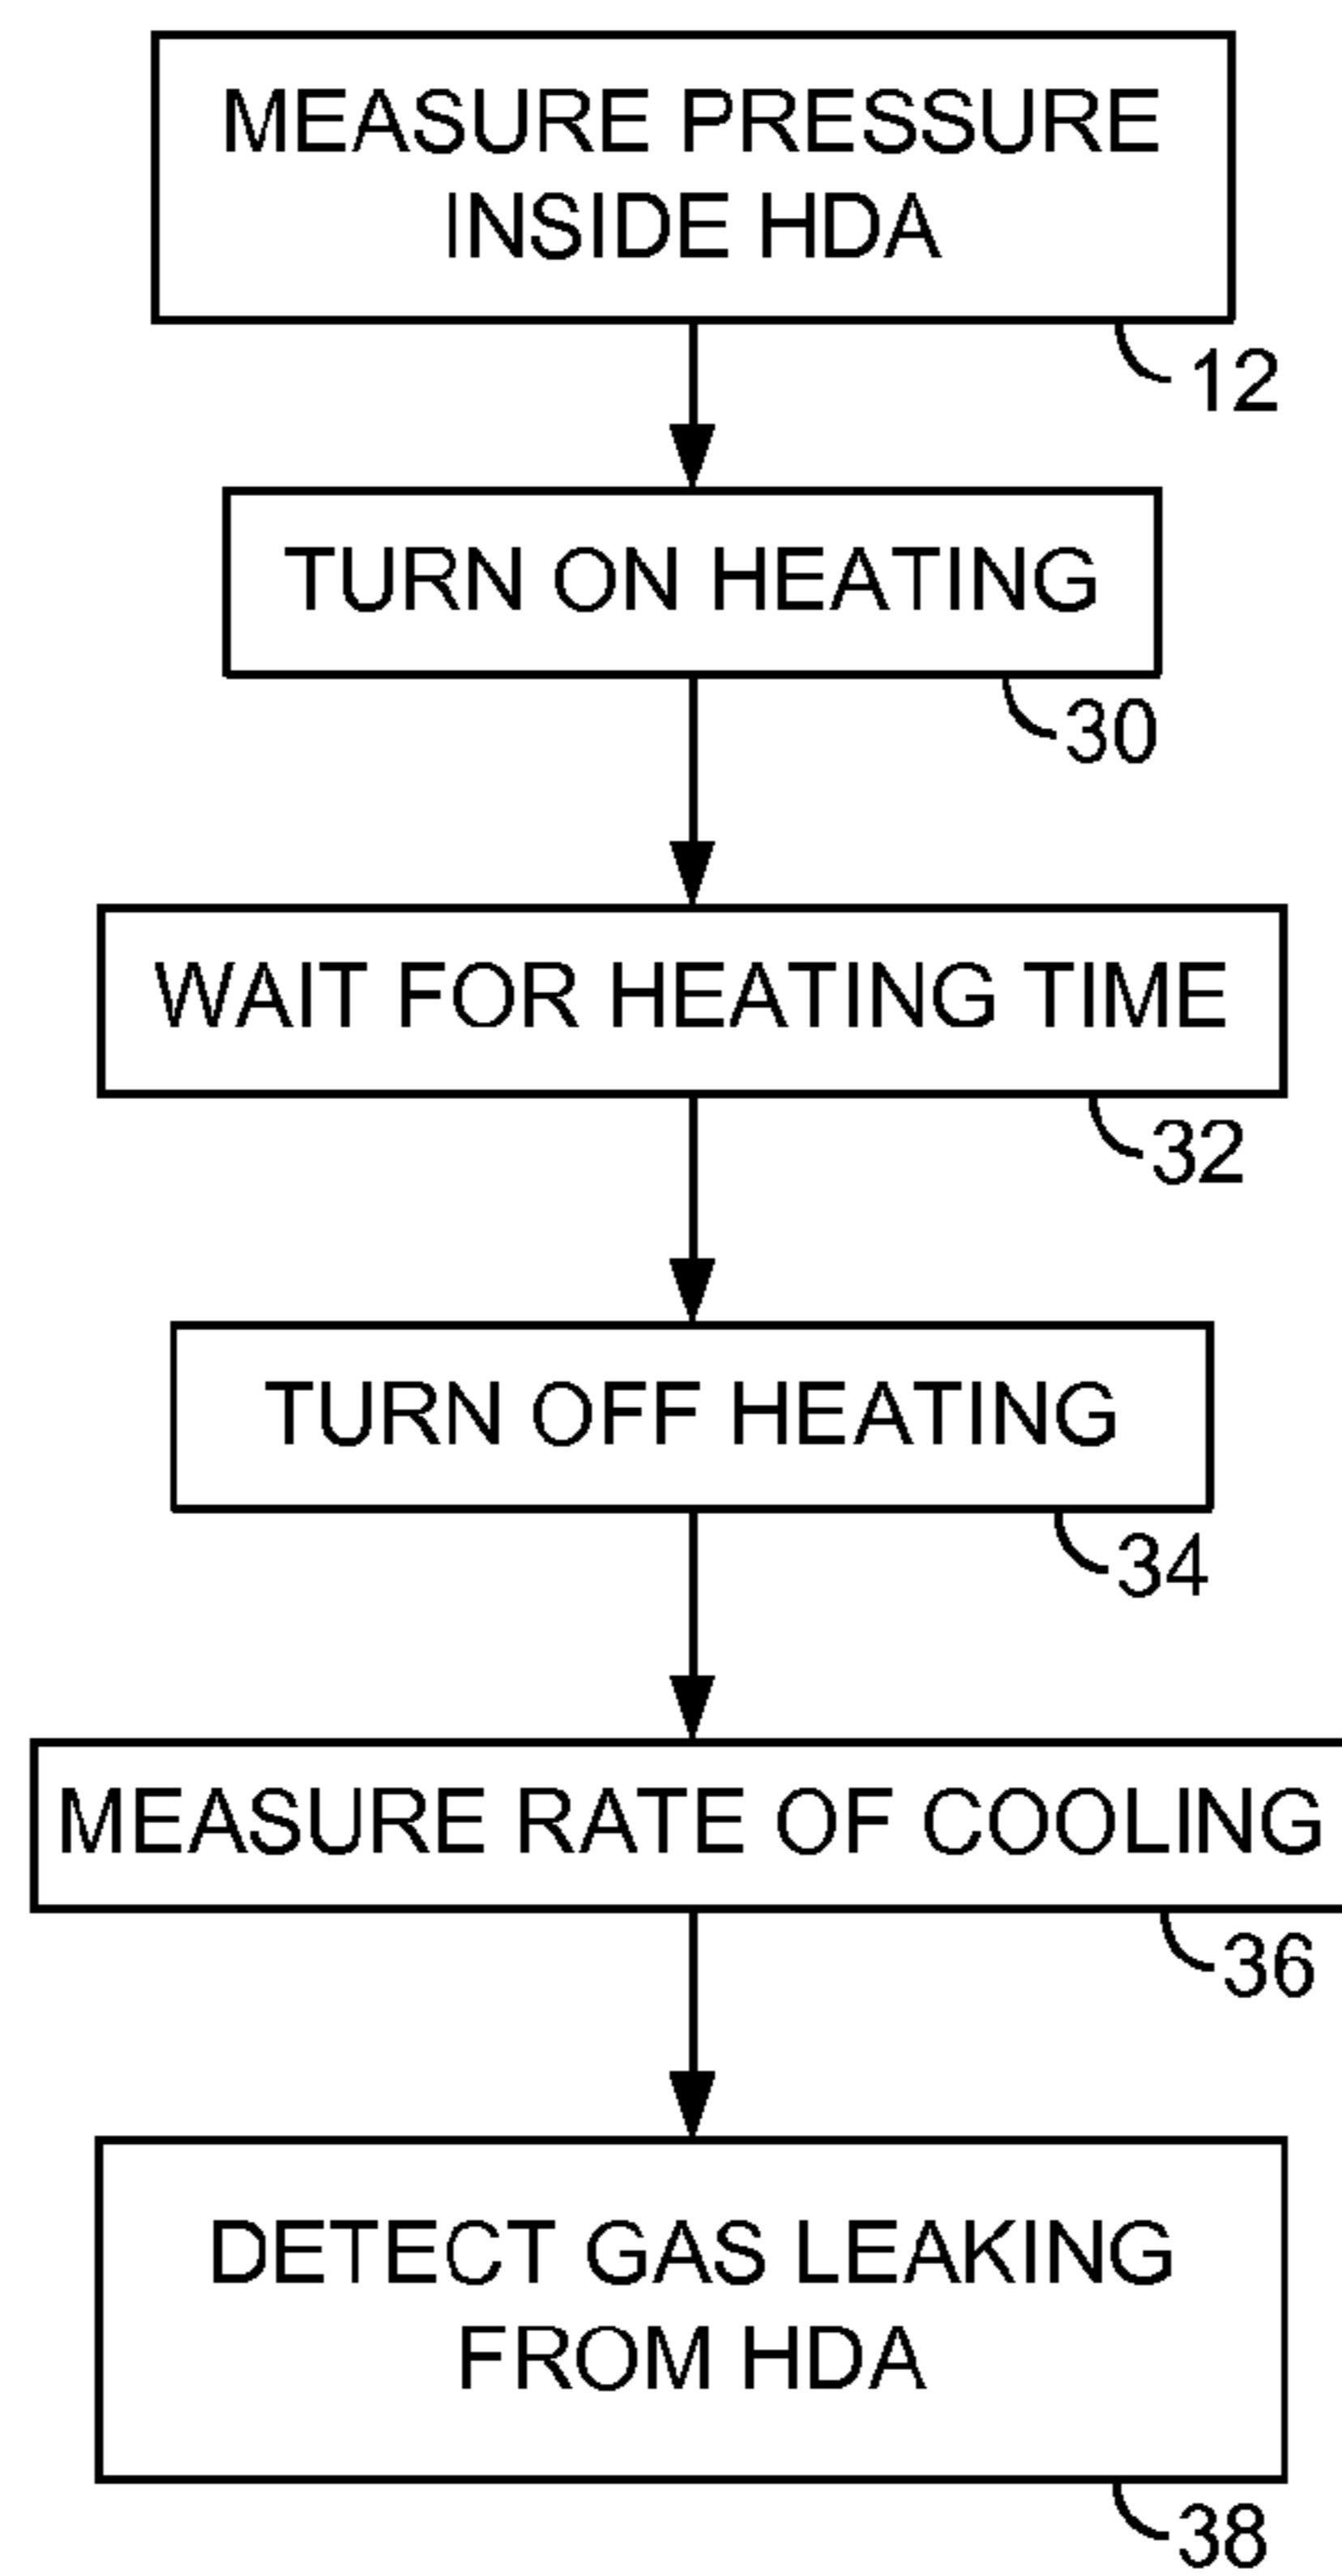 MEASURE PRESSURE
INSIDE HDA
12
TURN ON HEATING
30
WAIT FOR HEATING TIME
32
TURN OFF HEATING
34
MEASURE RATE OF COOLING
36
DETECT GAS LEAKING
FROM HDA
38